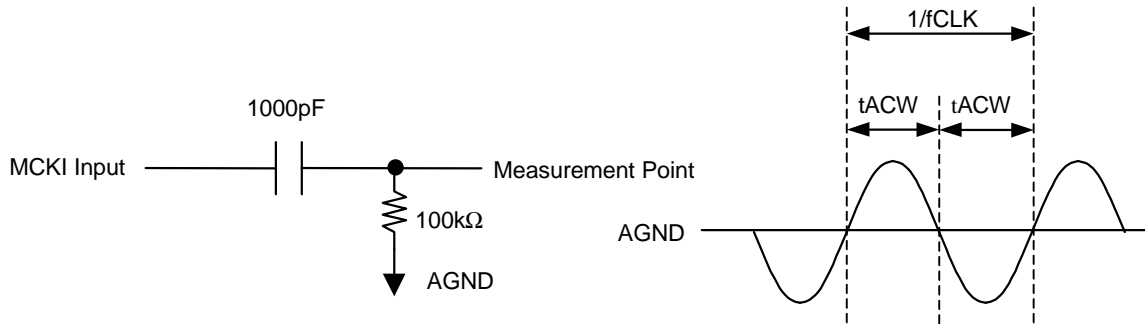 1/fCLK
1000pF
tACW tACW
MCKI Input
Measurement Point
100kΩ
AGND
AGND